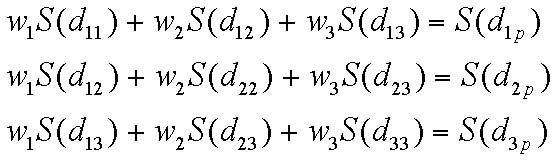 w₁S(d₁₁) + w₂S(d₁₂) + w₃S(d₁₃) = S(d₁ₚ)
w₁S(d₁₂) + w₂S(d₂₂) + w₃S(d₂₃) = S(d₂ₚ)
w₁S(d₁₃) + w₂S(d₂₃) + w₃S(d₃₃) = S(d₃ₚ)